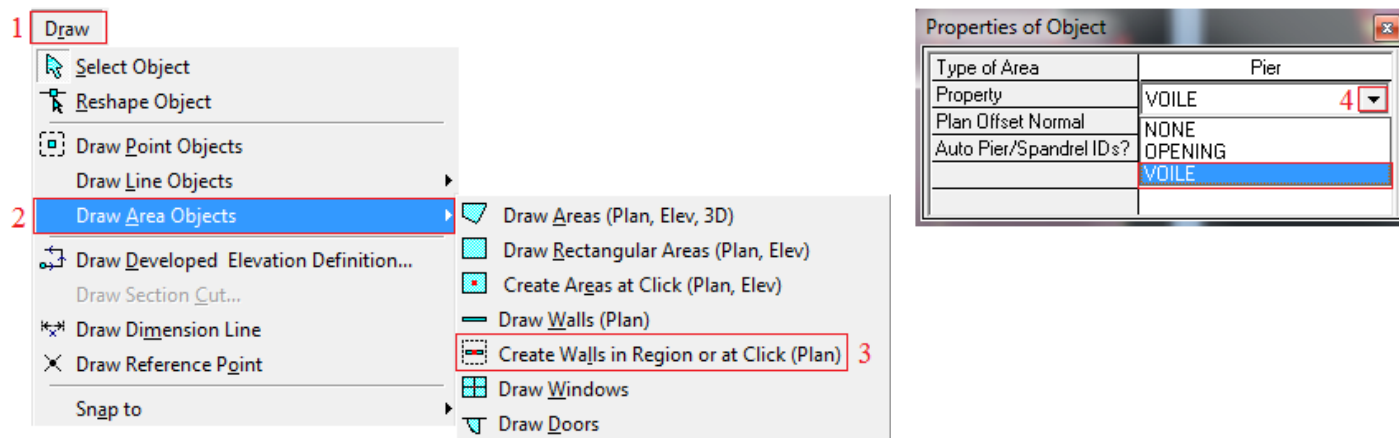 1 Draw
Select Object
Reshape Object
Draw Point Objects
Draw Line Objects
2 Draw Area Objects
Draw Developed Elevation Definition...
Draw Section Cut...
Draw Dimension Line
Draw Reference Point
Snap to
Draw Areas (Plan, Elev, 3D)
Draw Rectangular Areas (Plan, Elev)
Create Areas at Click (Plan, Elev)
Draw Walls (Plan)
Create Walls in Region or at Click (Plan) 3
Draw Windows
Draw Doors
Properties of Object
Type of Area Pier
Property VOILE 4
Plan Offset Normal NONE
Auto Pier/Spandrel IDs? OPENING
VOILE